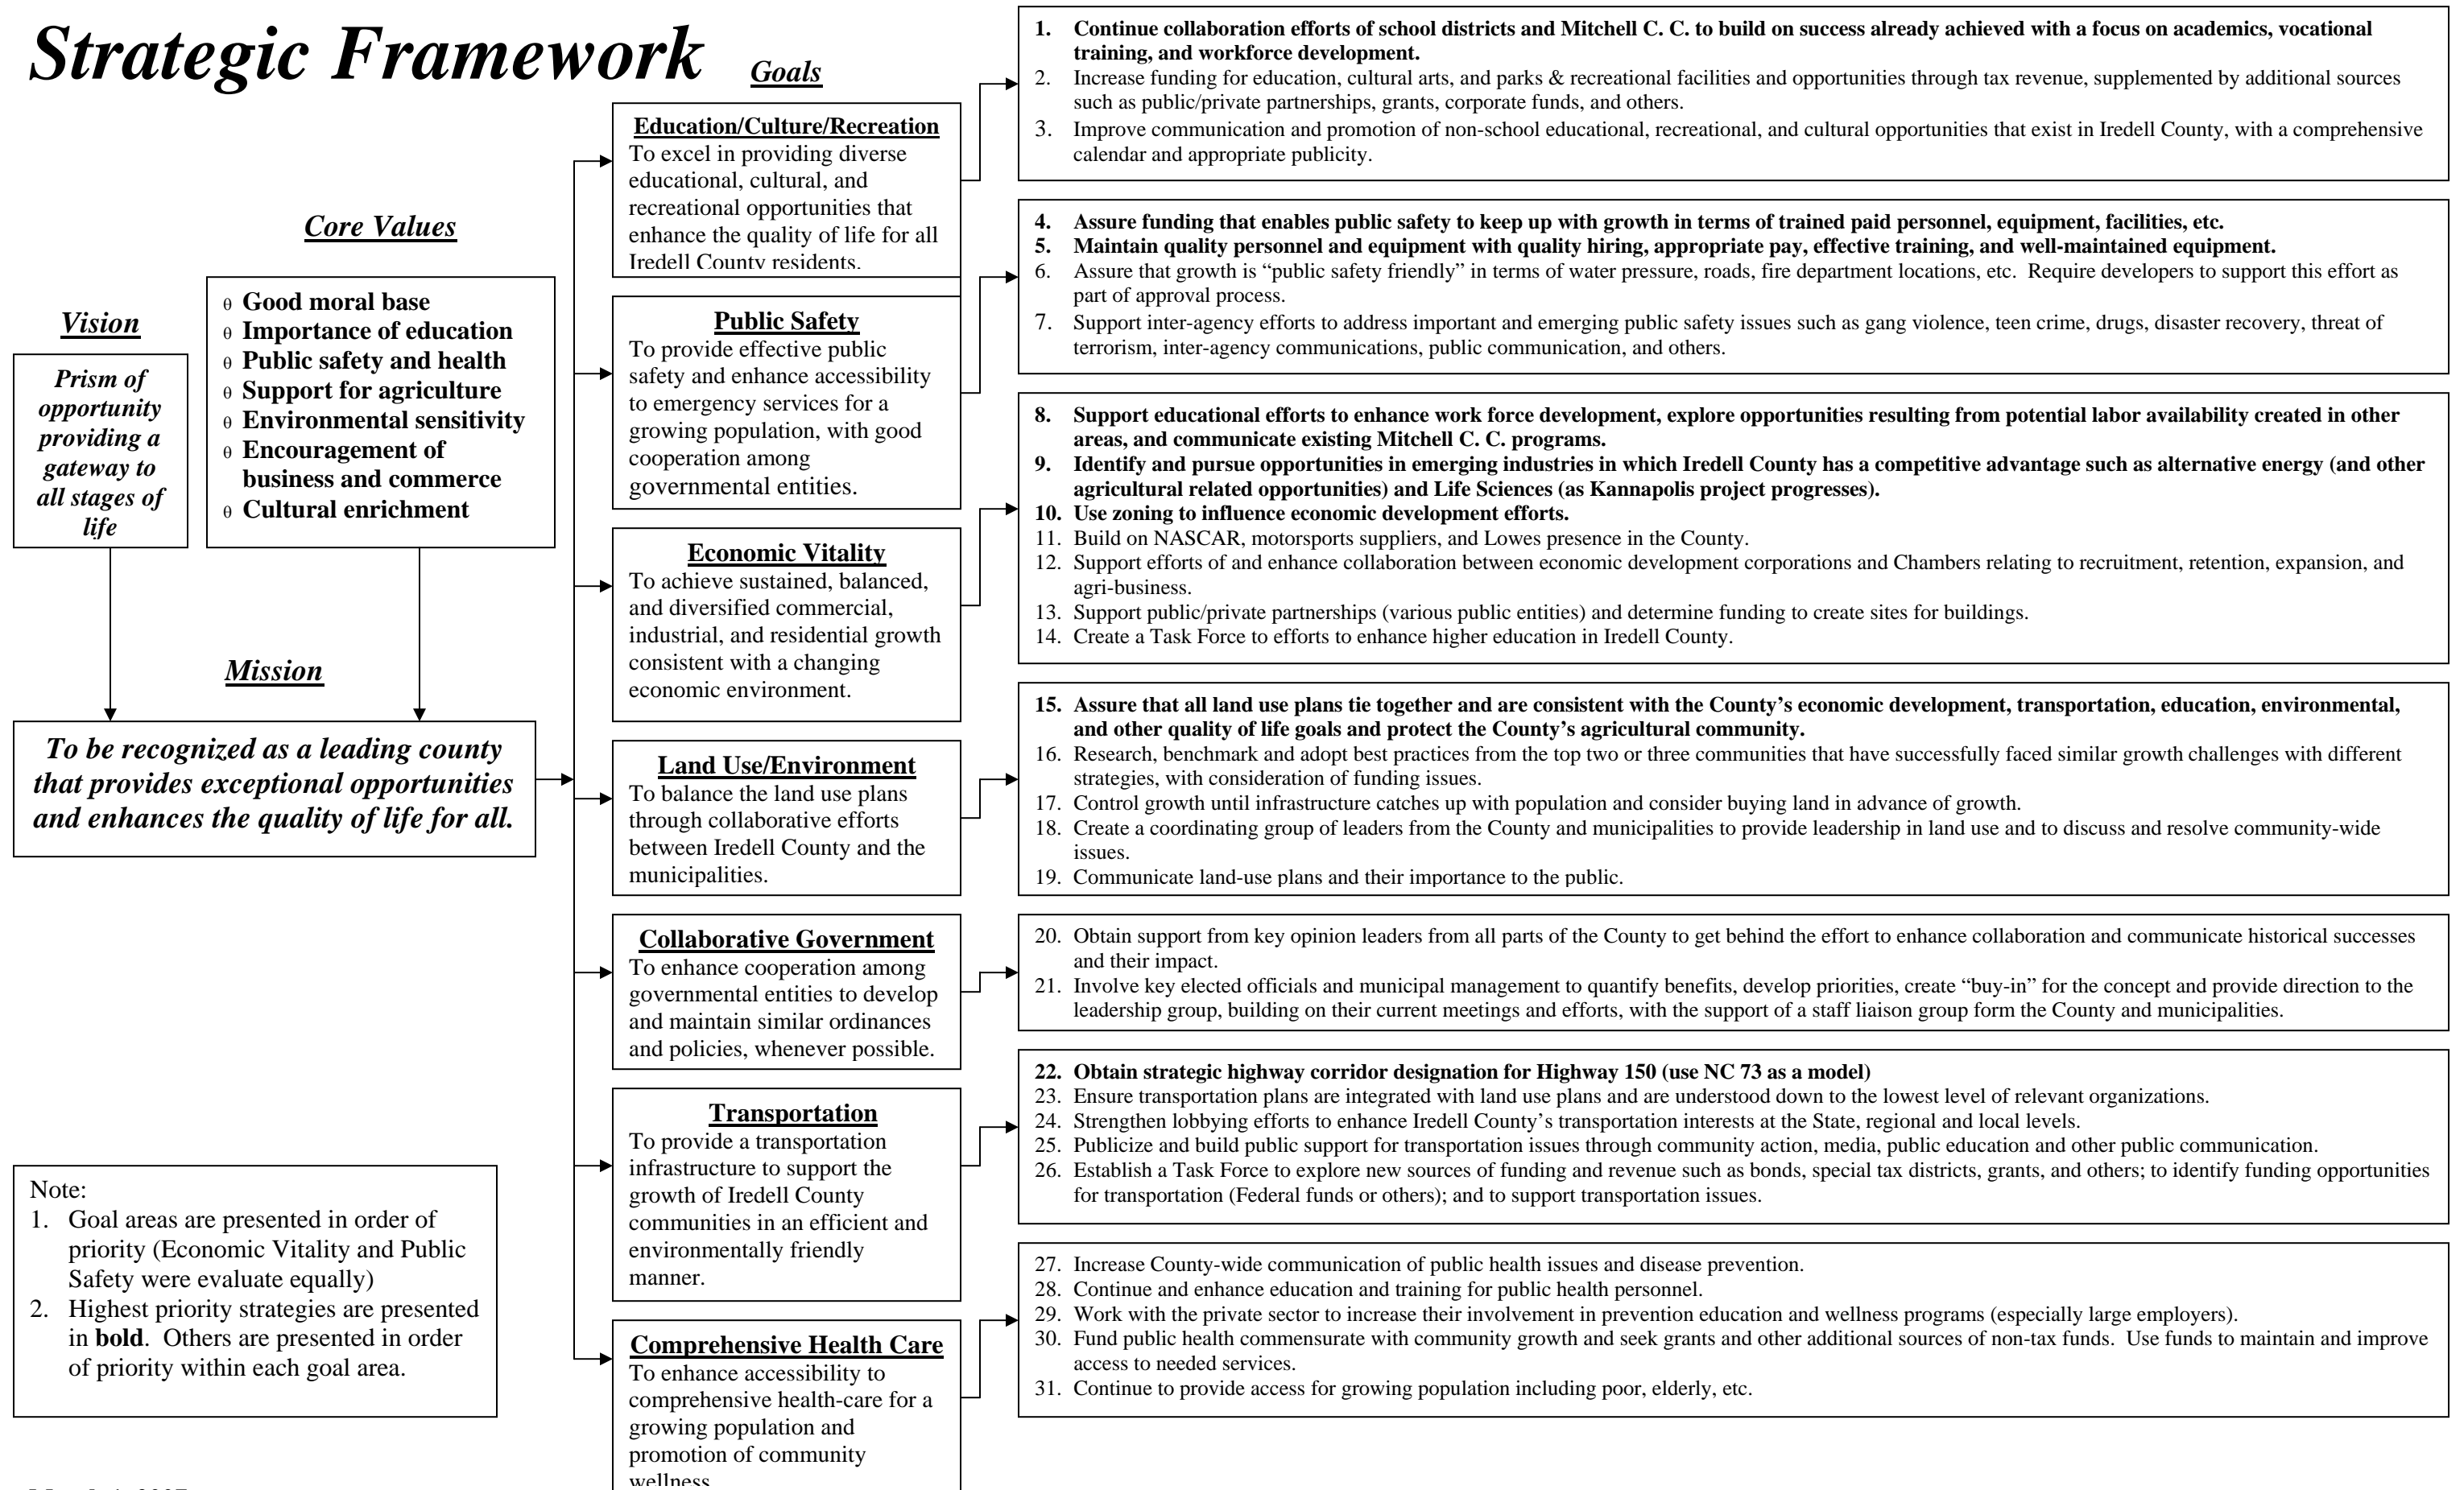 Strategic Framework
Vision
Prism of
opportunity
providing a
gateway to
all stages of
life
Core Values
θ Good moral base
θ Importance of education
θ Public safety and health
θ Support for agriculture
θ Environmental sensitivity
θ Encouragement of
business and commerce
θ Cultural enrichment
Mission
To be recognized as a leading county
that provides exceptional opportunities
and enhances the quality of life for all.
Note:
1. Goal areas are presented in order of
priority (Economic Vitality and Public
Safety were evaluate equally)
2. Highest priority strategies are presented
in bold. Others are presented in order
of priority within each goal area.
Goals
Education/Culture/Recreation
To excel in providing diverse
educational, cultural, and
recreational opportunities that
enhance the quality of life for all
Iredell County residents.
Public Safety
To provide effective public
safety and enhance accessibility
to emergency services for a
growing population, with good
cooperation among
governmental entities.
Economic Vitality
To achieve sustained, balanced,
and diversified commercial,
industrial, and residential growth
consistent with a changing
economic environment.
Land Use/Environment
To balance the land use plans
through collaborative efforts
between Iredell County and the
municipalities.
Collaborative Government
To enhance cooperation among
governmental entities to develop
and maintain similar ordinances
and policies, whenever possible.
Transportation
To provide a transportation
infrastructure to support the
growth of Iredell County
communities in an efficient and
environmentally friendly
manner.
Comprehensive Health Care
To enhance accessibility to
comprehensive health-care for a
growing population and
promotion of community
wellness
1. Continue collaboration efforts of school districts and Mitchell C. C. to build on success already achieved with a focus on academics, vocational
training, and workforce development.
2. Increase funding for education, cultural arts, and parks & recreational facilities and opportunities through tax revenue, supplemented by additional sources
such as public/private partnerships, grants, corporate funds, and others.
3. Improve communication and promotion of non-school educational, recreational, and cultural opportunities that exist in Iredell County, with a comprehensive
calendar and appropriate publicity.
4. Assure funding that enables public safety to keep up with growth in terms of trained paid personnel, equipment, facilities, etc.
5. Maintain quality personnel and equipment with quality hiring, appropriate pay, effective training, and well-maintained equipment.
6. Assure that growth is “public safety friendly” in terms of water pressure, roads, fire department locations, etc. Require developers to support this effort as
part of approval process.
7. Support inter-agency efforts to address important and emerging public safety issues such as gang violence, teen crime, drugs, disaster recovery, threat of
terrorism, inter-agency communications, public communication, and others.
8. Support educational efforts to enhance work force development, explore opportunities resulting from potential labor availability created in other
areas, and communicate existing Mitchell C. C. programs.
9. Identify and pursue opportunities in emerging industries in which Iredell County has a competitive advantage such as alternative energy (and other
agricultural related opportunities) and Life Sciences (as Kannapolis project progresses).
10. Use zoning to influence economic development efforts.
11. Build on NASCAR, motorsports suppliers, and Lowes presence in the County.
12. Support efforts of and enhance collaboration between economic development corporations and Chambers relating to recruitment, retention, expansion, and
agri-business.
13. Support public/private partnerships (various public entities) and determine funding to create sites for buildings.
14. Create a Task Force to efforts to enhance higher education in Iredell County.
15. Assure that all land use plans tie together and are consistent with the County’s economic development, transportation, education, environmental,
and other quality of life goals and protect the County’s agricultural community.
16. Research, benchmark and adopt best practices from the top two or three communities that have successfully faced similar growth challenges with different
strategies, with consideration of funding issues.
17. Control growth until infrastructure catches up with population and consider buying land in advance of growth.
18. Create a coordinating group of leaders from the County and municipalities to provide leadership in land use and to discuss and resolve community-wide
issues.
19. Communicate land-use plans and their importance to the public.
20. Obtain support from key opinion leaders from all parts of the County to get behind the effort to enhance collaboration and communicate historical successes
and their impact.
21. Involve key elected officials and municipal management to quantify benefits, develop priorities, create “buy-in” for the concept and provide direction to the
leadership group, building on their current meetings and efforts, with the support of a staff liaison group form the County and municipalities.
22. Obtain strategic highway corridor designation for Highway 150 (use NC 73 as a model)
23. Ensure transportation plans are integrated with land use plans and are understood down to the lowest level of relevant organizations.
24. Strengthen lobbying efforts to enhance Iredell County’s transportation interests at the State, regional and local levels.
25. Publicize and build public support for transportation issues through community action, media, public education and other public communication.
26. Establish a Task Force to explore new sources of funding and revenue such as bonds, special tax districts, grants, and others; to identify funding opportunities
for transportation (Federal funds or others); and to support transportation issues.
27. Increase County-wide communication of public health issues and disease prevention.
28. Continue and enhance education and training for public health personnel.
29. Work with the private sector to increase their involvement in prevention education and wellness programs (especially large employers).
30. Fund public health commensurate with community growth and seek grants and other additional sources of non-tax funds. Use funds to maintain and improve
access to needed services.
31. Continue to provide access for growing population including poor, elderly, etc.